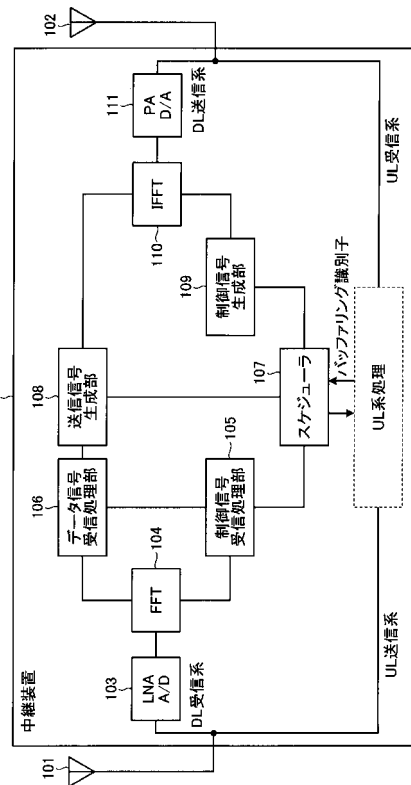 中継装置
101
102
103
LNA
A/D
DL受信系
104
FFT
106
データ信号
受信処理部
105
制御信号
受信処理部
108
送信信号
生成部
107
スケジューラ
109
制御信号
生成部
110
IFFT
111
PA
D/A
DL送信系
バッファリング識別子
UL系処理
UL送信系
UL受信系